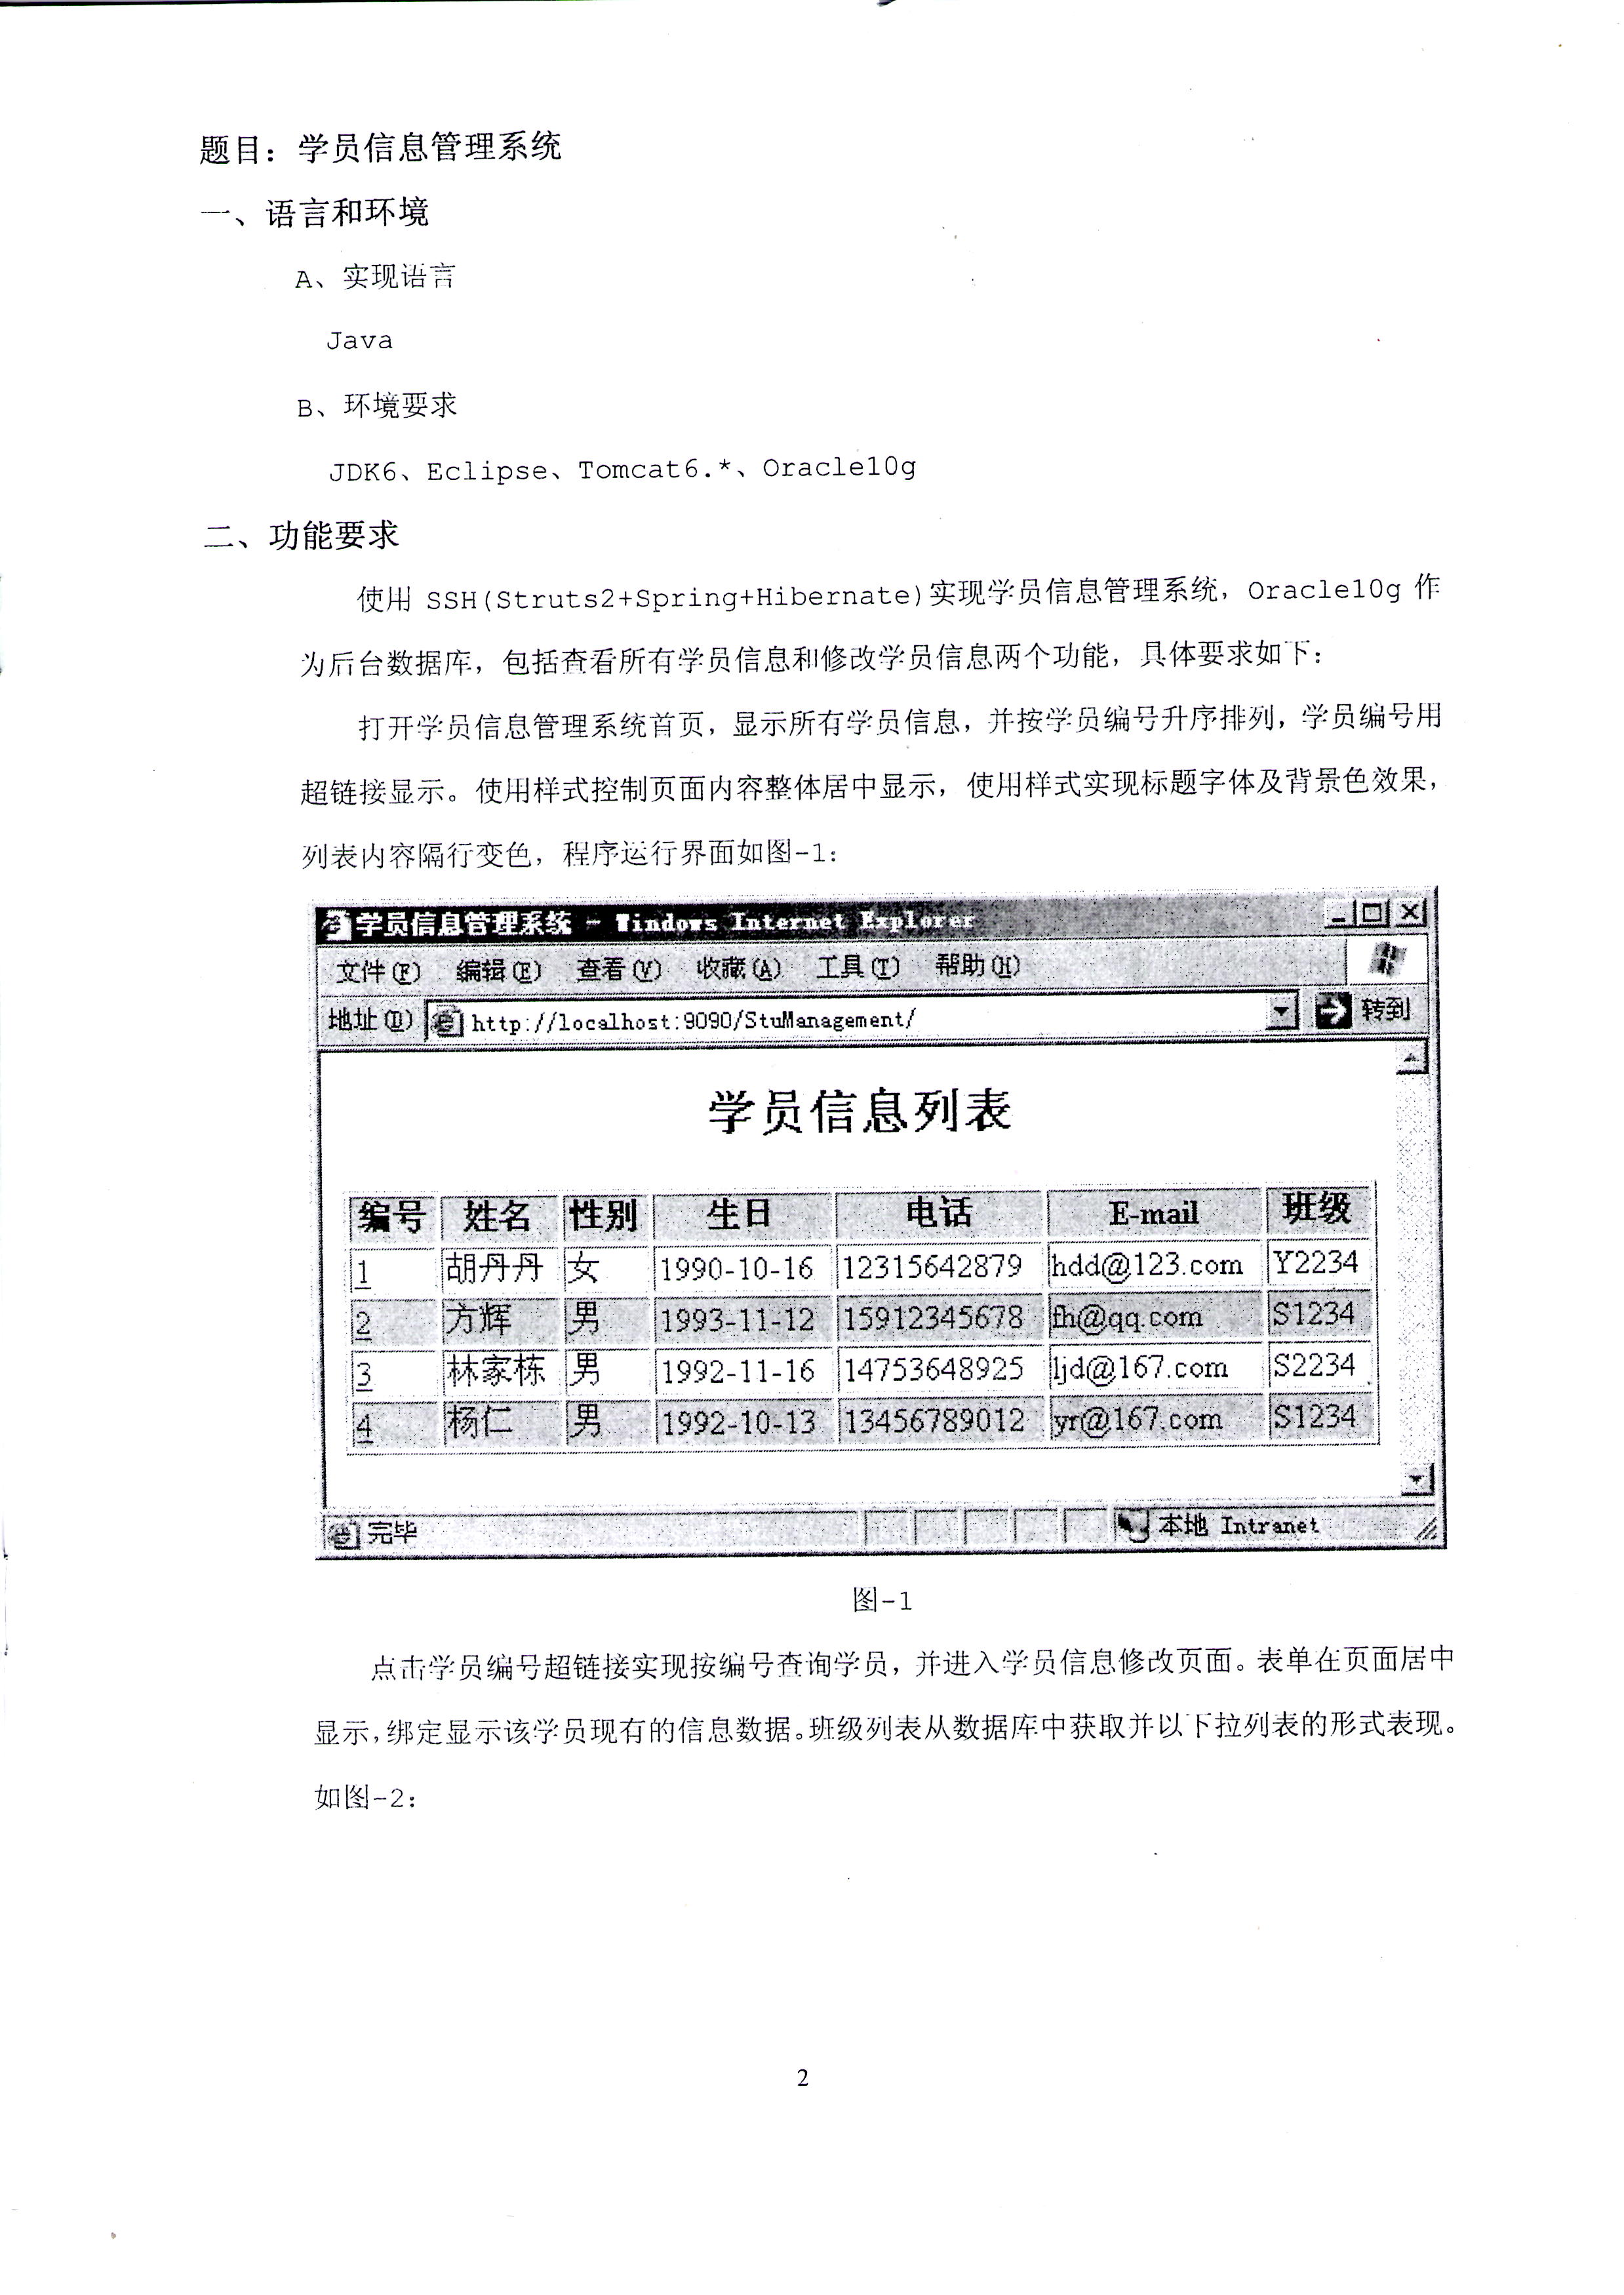 题目：学员信息管理系统
一、语言和环境
A、实现语言
Java
B、环境要求
JDK6、Eclipse、Tomcat6.*、Oracle10g
二、功能要求
使用 SSH(Struts2+Spring+Hibernate)实现学员信息管理系统，Oracle10g 作
为后台数据库，包括查看所有学员信息和修改学员信息两个功能，具体要求如下：
打开学员信息管理系统首页，显示所有学员信息，并按学员编号升序排列，学员编号用
超链接显示。使用样式控制页面内容整体居中显示，使用样式实现标题字体及背景色效果，
列表内容隔行变色，程序运行界面如图-1：
学员信息管理系统 - Windows Internet Explorer
文件(F) 编辑(E) 查看(V) 收藏(A) 工具(T) 帮助(H)
地址(D) http://localhost:9090/StuManagement/ 转到
学员信息列表
编号 姓名 性别 生日 电话 E-mail 班级
1 胡丹丹 女 1990-10-16 12315642879 hdd@123.com Y2234
2 方辉 男 1993-11-12 15912345678 fh@qq.com S1234
3 林家栋 男 1992-11-16 14753648925 ljd@167.com S2234
4 杨仁 男 1992-10-13 13456789012 yr@167.com S1234
完毕 本地 Intranet
图-1
点击学员编号超链接实现按编号查询学员，并进入学员信息修改页面。表单在页面居中
显示，绑定显示该学员现有的信息数据。班级列表从数据库中获取并以下拉列表的形式表现。
如图-2：
2